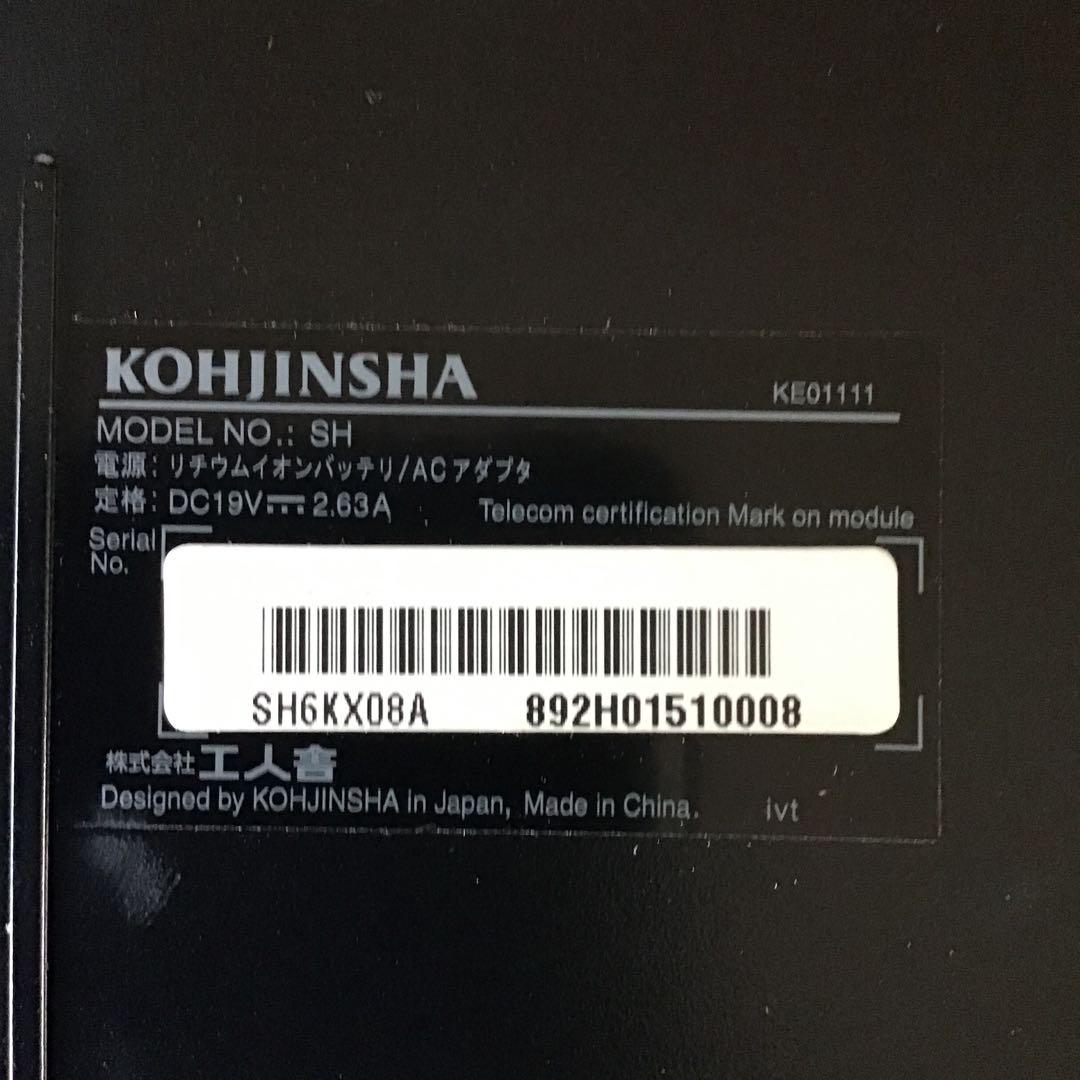 KOHJINSHA KE01111
MODEL NO.: SH
電源: リチウムイオンバッテリ/ACアダプタ
定格: DC19V⎓2.63A Telecom certification Mark on module
Serial No.
SH6KX08A 892H01510008
株式会社 工人舎
Designed by KOHJINSHA in Japan, Made in China. ivt